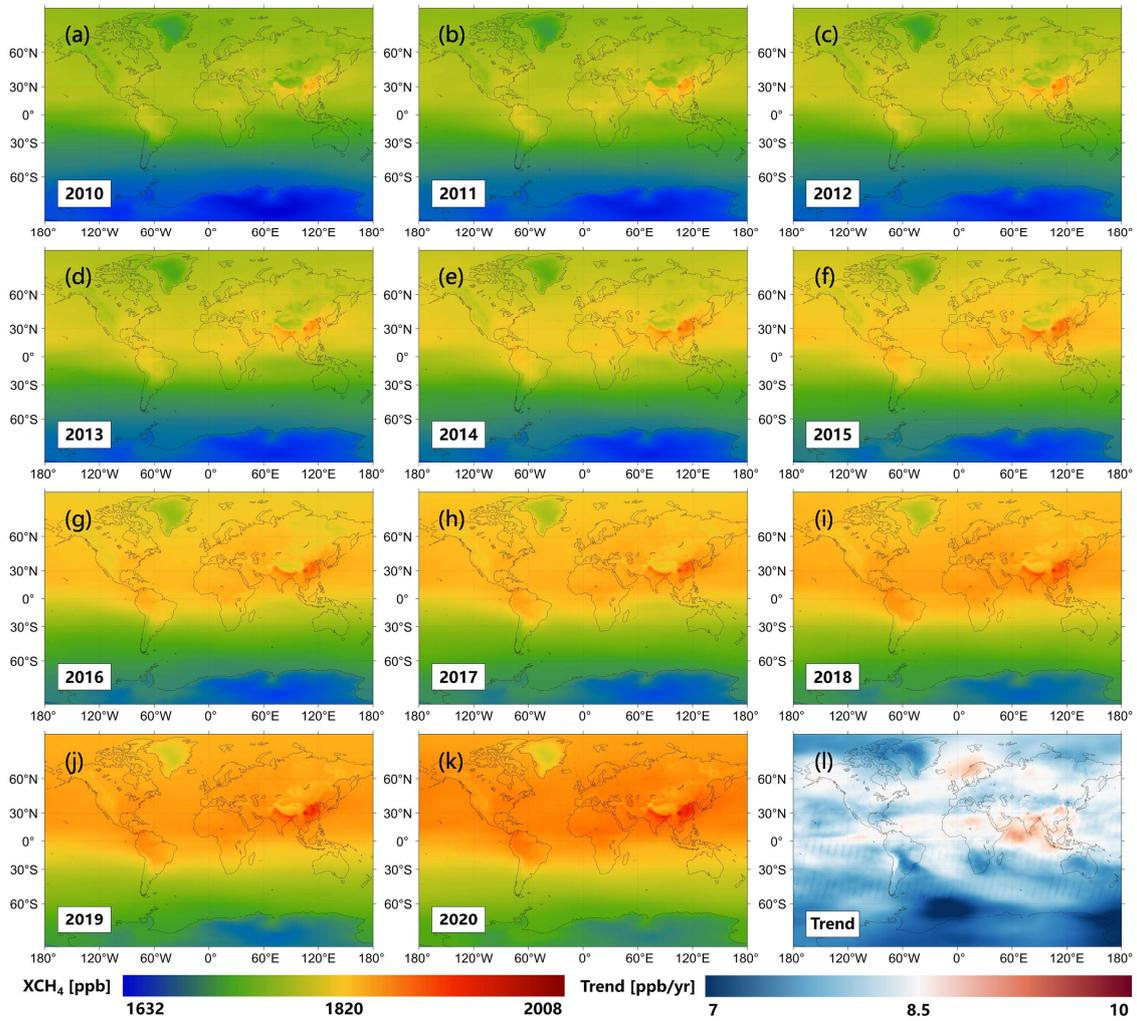 (a) (b) (c)
60°N 60°N 60°N
30°N 30°N 30°N
0° 0° 0°
30°S 30°S 30°S
60°S 60°S 60°S
2010 2011 2012
180° 120°W 60°W 0° 60°E 120°E 180° 180° 120°W 60°W 0° 60°E 120°E 180° 180° 120°W 60°W 0° 60°E 120°E 180°
(d) (e) (f)
60°N 60°N 60°N
30°N 30°N 30°N
0° 0° 0°
30°S 30°S 30°S
60°S 60°S 60°S
2013 2014 2015
180° 120°W 60°W 0° 60°E 120°E 180° 180° 120°W 60°W 0° 60°E 120°E 180° 180° 120°W 60°W 0° 60°E 120°E 180°
(g) (h) (i)
60°N 60°N 60°N
30°N 30°N 30°N
0° 0° 0°
30°S 30°S 30°S
60°S 60°S 60°S
2016 2017 2018
180° 120°W 60°W 0° 60°E 120°E 180° 180° 120°W 60°W 0° 60°E 120°E 180° 180° 120°W 60°W 0° 60°E 120°E 180°
(j) (k) (l)
60°N 60°N 60°N
30°N 30°N 30°N
0° 0° 0°
30°S 30°S 30°S
60°S 60°S 60°S
2019 2020 Trend
180° 120°W 60°W 0° 60°E 120°E 180° 180° 120°W 60°W 0° 60°E 120°E 180° 180° 120°W 60°W 0° 60°E 120°E 180°
XCH₄ [ppb] Trend [ppb/yr]
1632 1820 2008 7 8.5 10